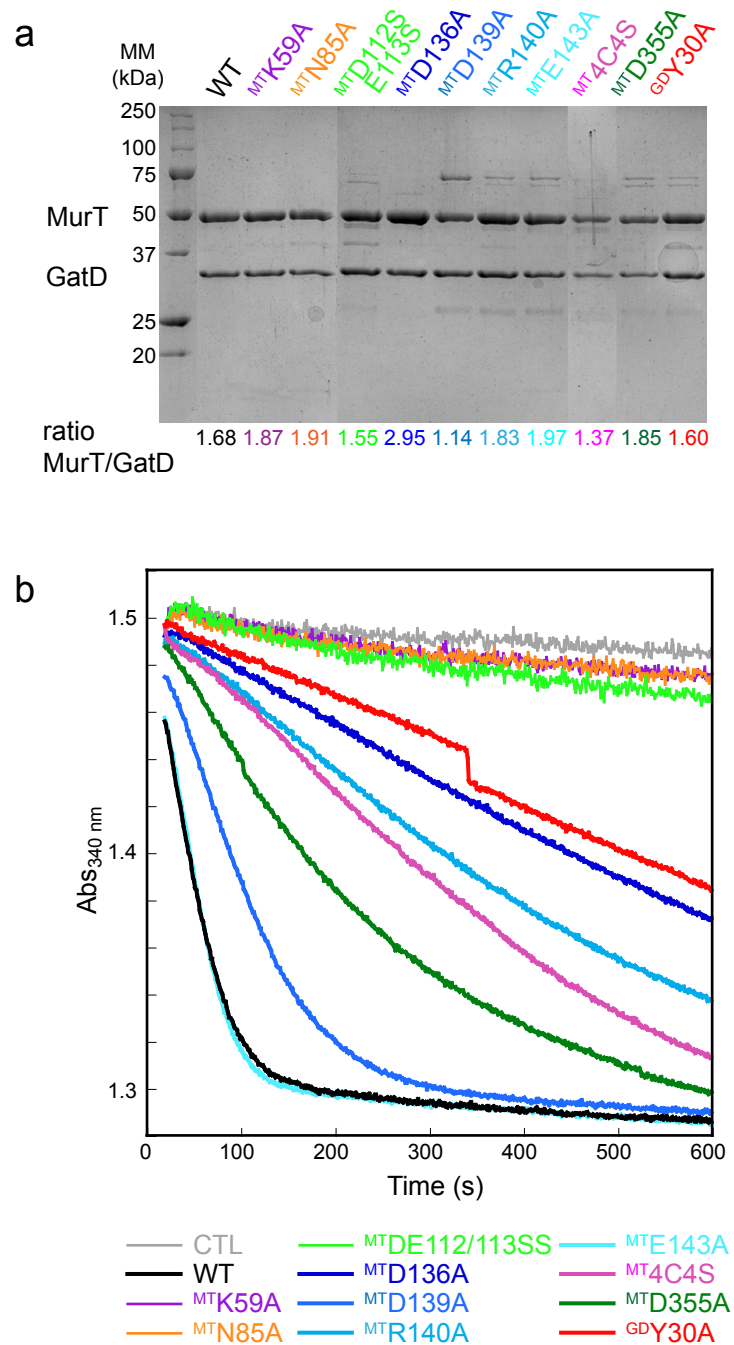 a
MM
(kDa)
WT
MTK59A
MTN85A
MTD112S
E113S
MTD136A
MTD139A
MTR140A
MTE143A
MT4C4S
MTD355A
GDY30A
250
100
75
MurT
50
37
GatD
25
20
ratio
MurT/GatD
1.68 1.87 1.91 1.55 2.95 1.14 1.83 1.97 1.37 1.85 1.60
b
1.5
1.4
1.3
Abs340 nm
0 100 200 300 400 500 600
Time (s)
CTL
WT
MTK59A
MTN85A
MTDE112/113SS
MTD136A
MTD139A
MTR140A
MTE143A
MT4C4S
MTD355A
GDY30A